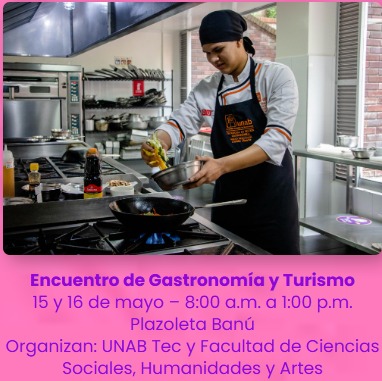 unab
Encuentro de Gastronomía y Turismo
15 y 16 de mayo – 8:00 a.m. a 1:00 p.m.
Plazoleta Banú
Organizan: UNAB Tec y Facultad de Ciencias
Sociales, Humanidades y Artes